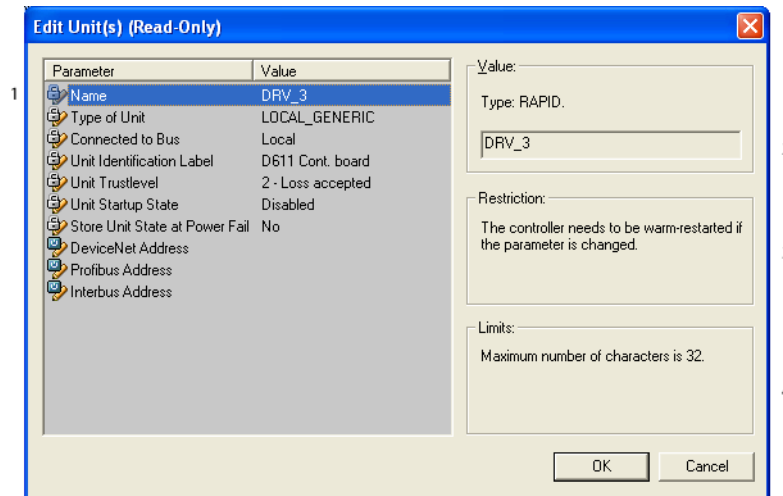 Edit Unit(s) (Read-Only)
Parameter Value
1
Name DRV_3
Type of Unit LOCAL_GENERIC
Connected to Bus Local
Unit Identification Label D611 Cont. board
Unit Trustlevel 2 - Loss accepted
Unit Startup State Disabled
Store Unit State at Power Fail No
DeviceNet Address
Profibus Address
Interbus Address
Value:
Type: RAPID.
DRV_3
Restriction:
The controller needs to be warm-restarted if
the parameter is changed.
Limits:
Maximum number of characters is 32.
OK Cancel